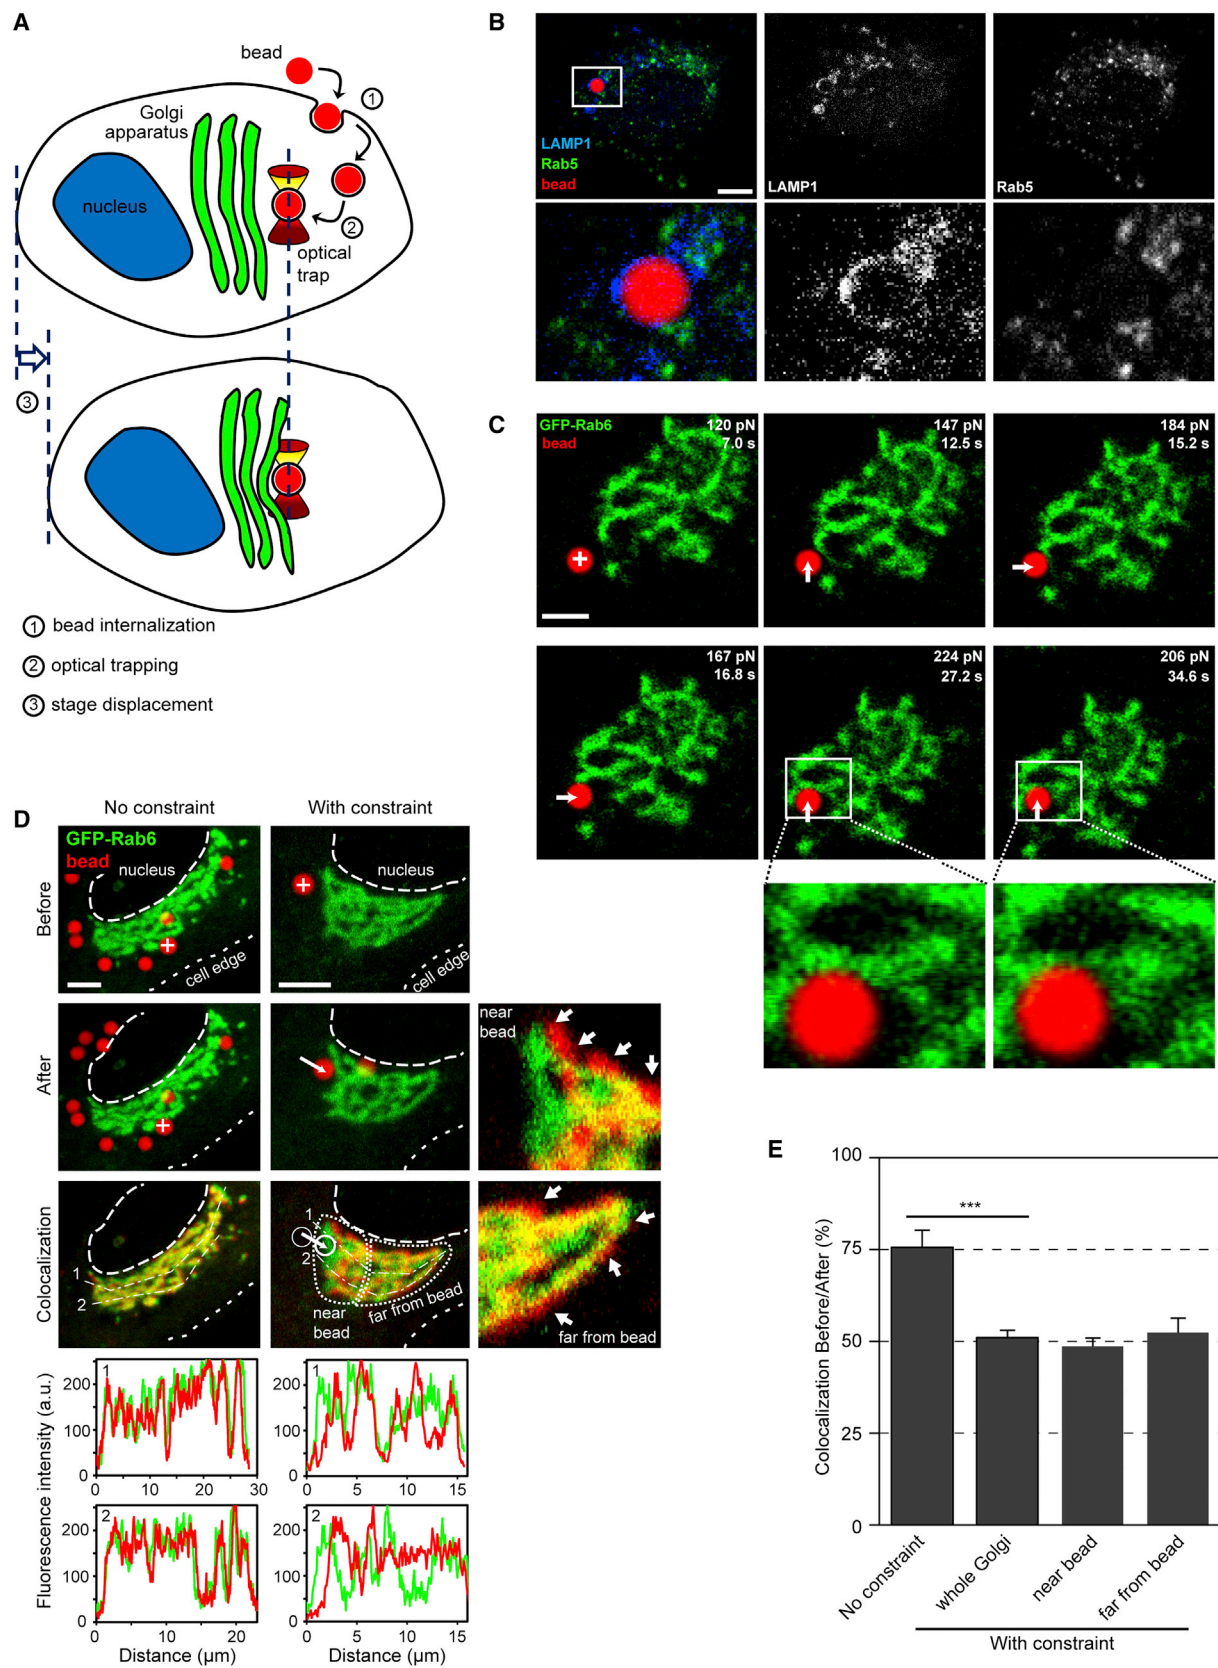 A
bead
1
Golgi
apparatus
nucleus
2
optical
trap
3
1 bead internalization
2 optical trapping
3 stage displacement
B
LAMP1
Rab5
bead
LAMP1
Rab5
C
GFP-Rab6
bead
120 pN
7.0 s
147 pN
12.5 s
184 pN
15.2 s
167 pN
16.8 s
224 pN
27.2 s
206 pN
34.6 s
D
No constraint
With constraint
GFP-Rab6
bead
nucleus
nucleus
Before
cell edge
cell edge
After
near
bead
Colocalization
1
2
1
2
near
bead
far from bead
far from bead
Fluorescence intensity (a.u.)
1
200
100
0
0 10 20 30
1
200
100
0
0 5 10 15
2
200
100
0
0 10 20
2
200
100
0
0 5 10 15
Distance (µm)
Distance (µm)
E
Colocalization Before/After (%)
100
75
50
25
0
***
No constraint
whole Golgi
near bead
far from bead
With constraint